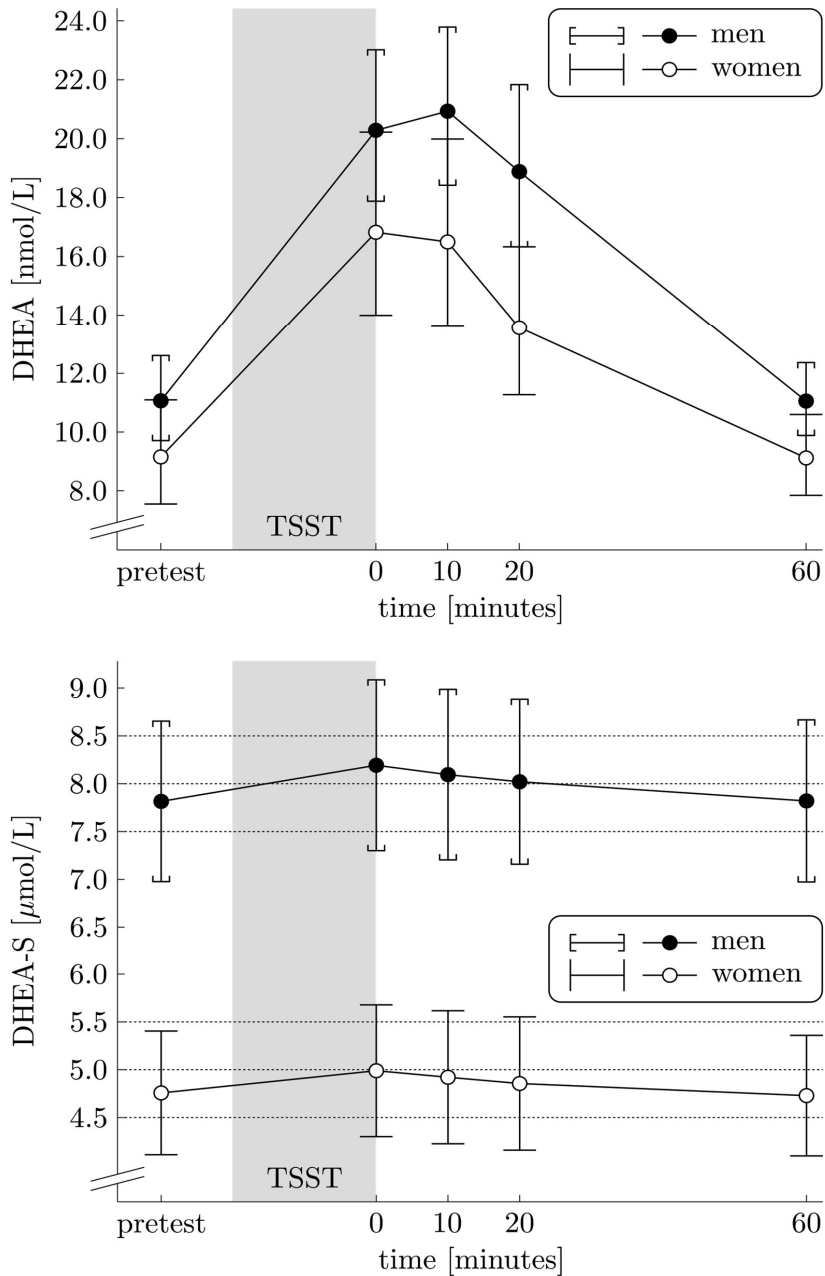 24.0
22.0
20.0
18.0
16.0
14.0
12.0
10.0
8.0
DHEA [nmol/L]
men
women
TSST
pretest 0 10 20 60
time [minutes]
9.0
8.5
8.0
7.5
7.0
6.5
6.0
5.5
5.0
4.5
DHEA-S [µmol/L]
men
women
TSST
pretest 0 10 20 60
time [minutes]